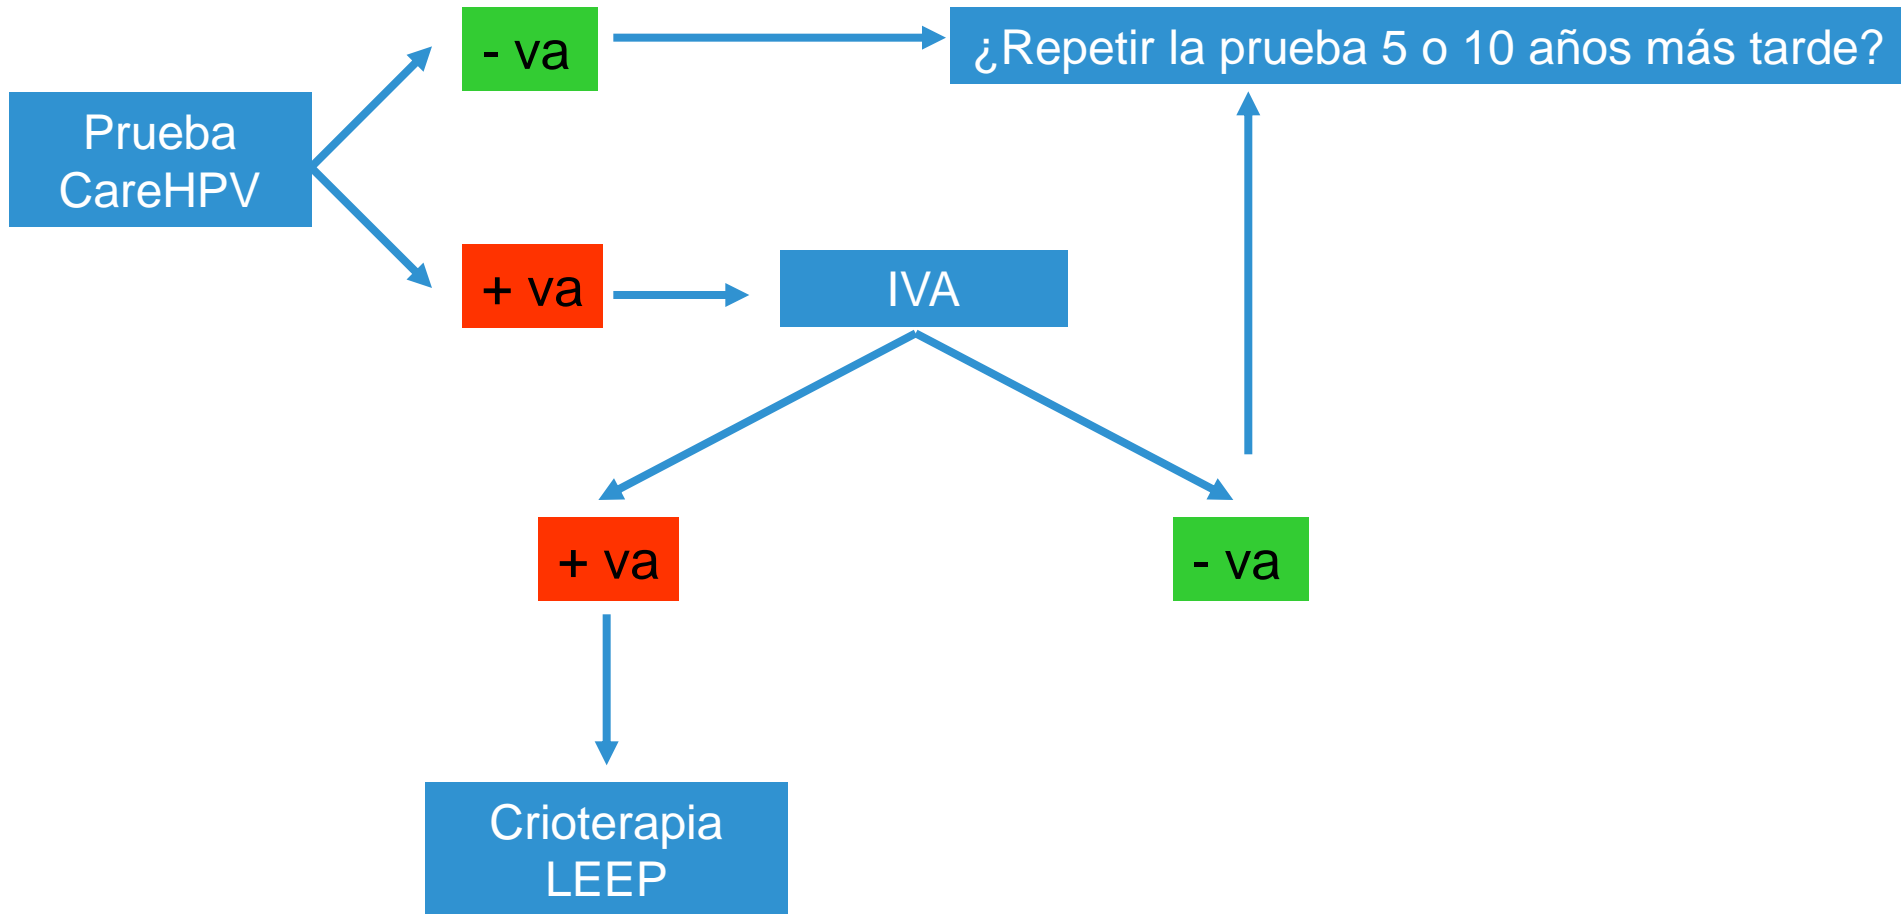 - va
¿Repetir la prueba 5 o 10 años más tarde?
Prueba
CareHPV
+ va
IVA
+ va
- va
Crioterapia
LEEP